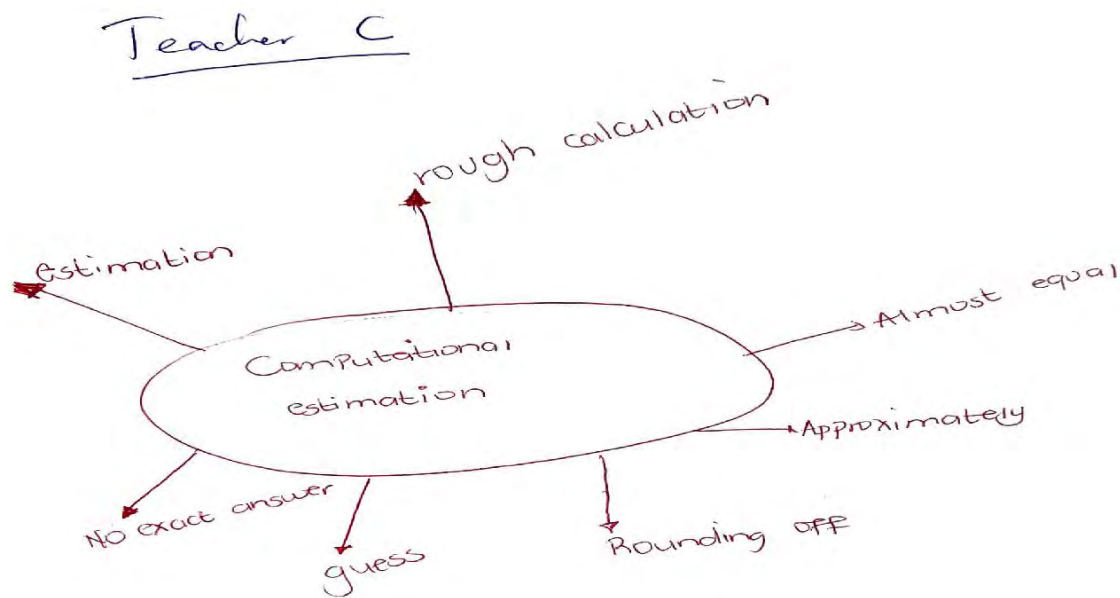 Teacher C
rough calculation
estimation
Almost equal
Computational
estimation
Approximately
No exact answer
guess
Rounding off